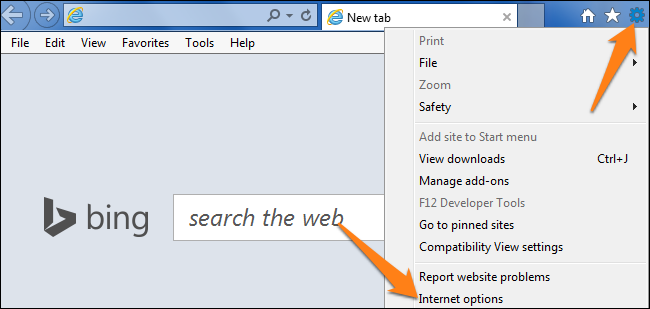 New tab
File Edit View Favorites Tools Help
Print
File
Zoom
Safety
Add site to Start menu
View downloads Ctrl+J
Manage add-ons
F12 Developer Tools
Go to pinned sites
Compatibility View settings
bing
search the web
Report website problems
Internet options